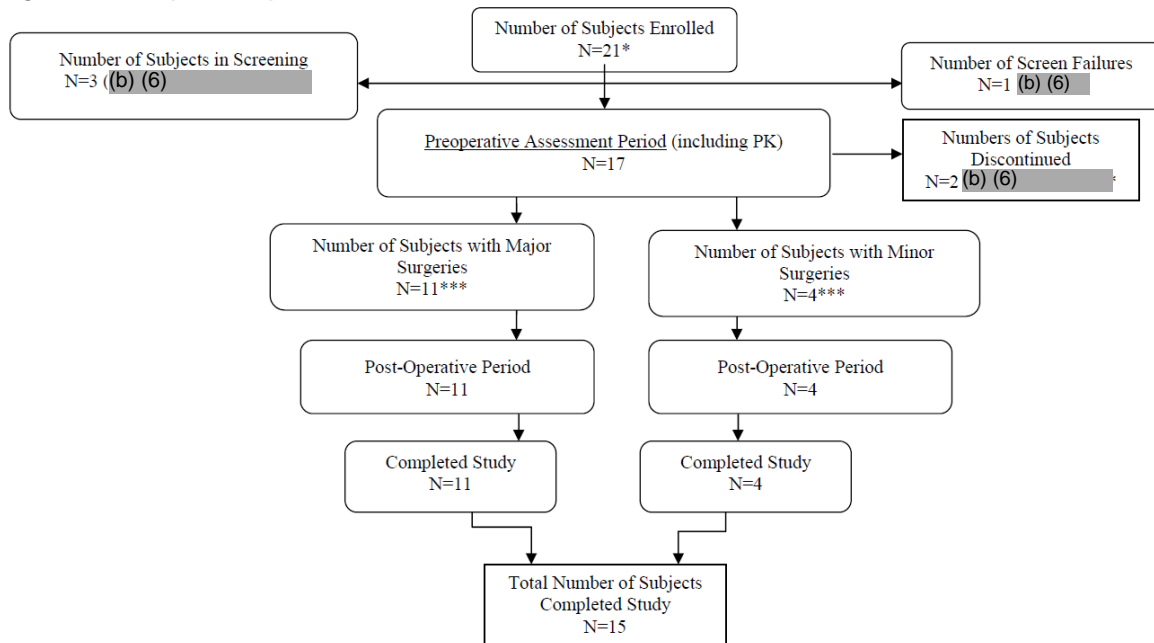 Number of Subjects Enrolled
N=21*
Number of Subjects in Screening
N=3 ((b) (6)
Number of Screen Failures
N=1 (b) (6)
Preoperative Assessment Period (including PK)
N=17
Numbers of Subjects
Discontinued
N=2 (b) (6)
Number of Subjects with Major
Surgeries
N=11***
Number of Subjects with Minor
Surgeries
N=4***
Post-Operative Period
N=11
Post-Operative Period
N=4
Completed Study
N=11
Completed Study
N=4
Total Number of Subjects
Completed Study
N=15